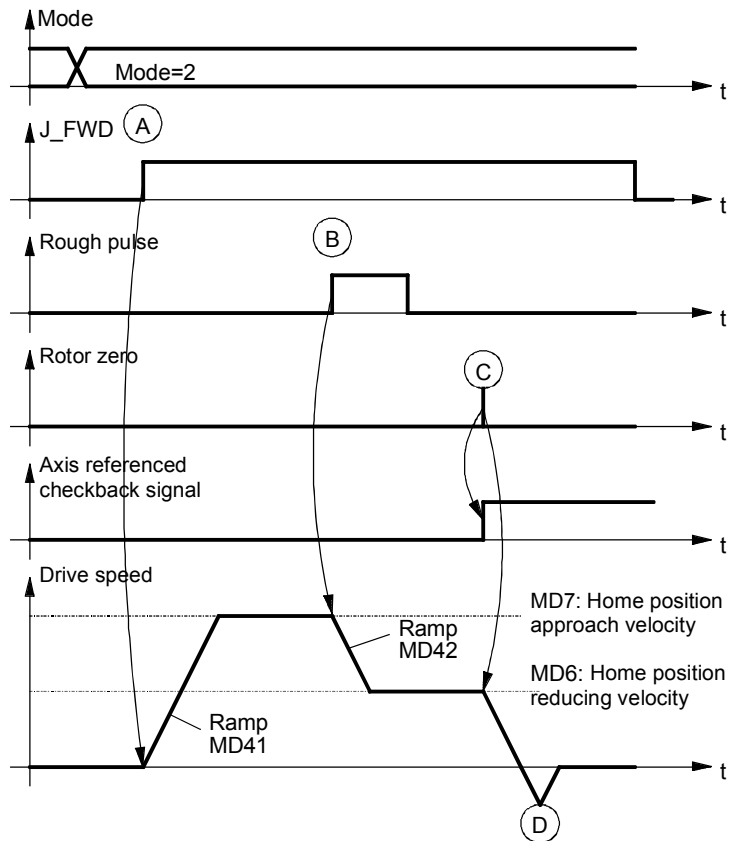 Mode
Mode=2
t
J_FWD
A
t
Rough pulse
B
t
Rotor zero
C
t
Axis referenced
checkback signal
t
Drive speed
MD7: Home position
approach velocity
Ramp
MD42
MD6: Home position
reducing velocity
Ramp
MD41
t
D